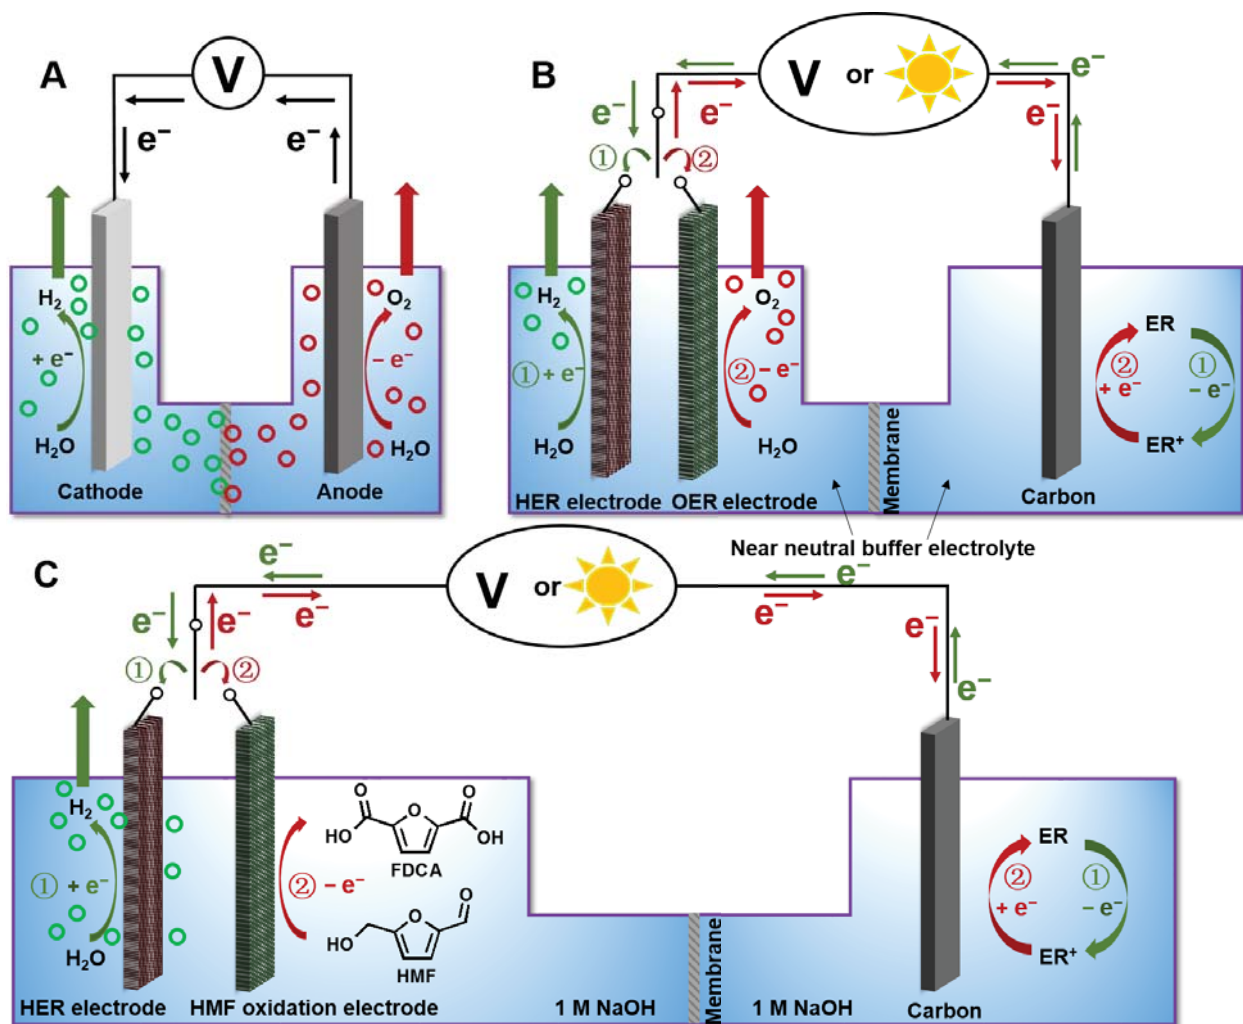 A
V
e⁻
e⁻
H₂
+ e⁻
H₂O
O₂
− e⁻
H₂O
Cathode
Anode
B
V or
e⁻
e⁻
e⁻
e⁻
① ②
H₂
① + e⁻
H₂O
O₂
② − e⁻
H₂O
HER electrode
OER electrode
Membrane
Carbon
ER
② ①
+ e⁻ − e⁻
ER⁺
Near neutral buffer electrolyte
C
V or
e⁻
e⁻
e⁻
e⁻
e⁻
e⁻
e⁻
e⁻
① ②
H₂
① + e⁻
H₂O
O
O
HO
O
OH
FDCA
② − e⁻
O
O
HO
HMF
HER electrode
HMF oxidation electrode
1 M NaOH
Membrane
1 M NaOH
Carbon
ER
② ①
+ e⁻ − e⁻
ER⁺